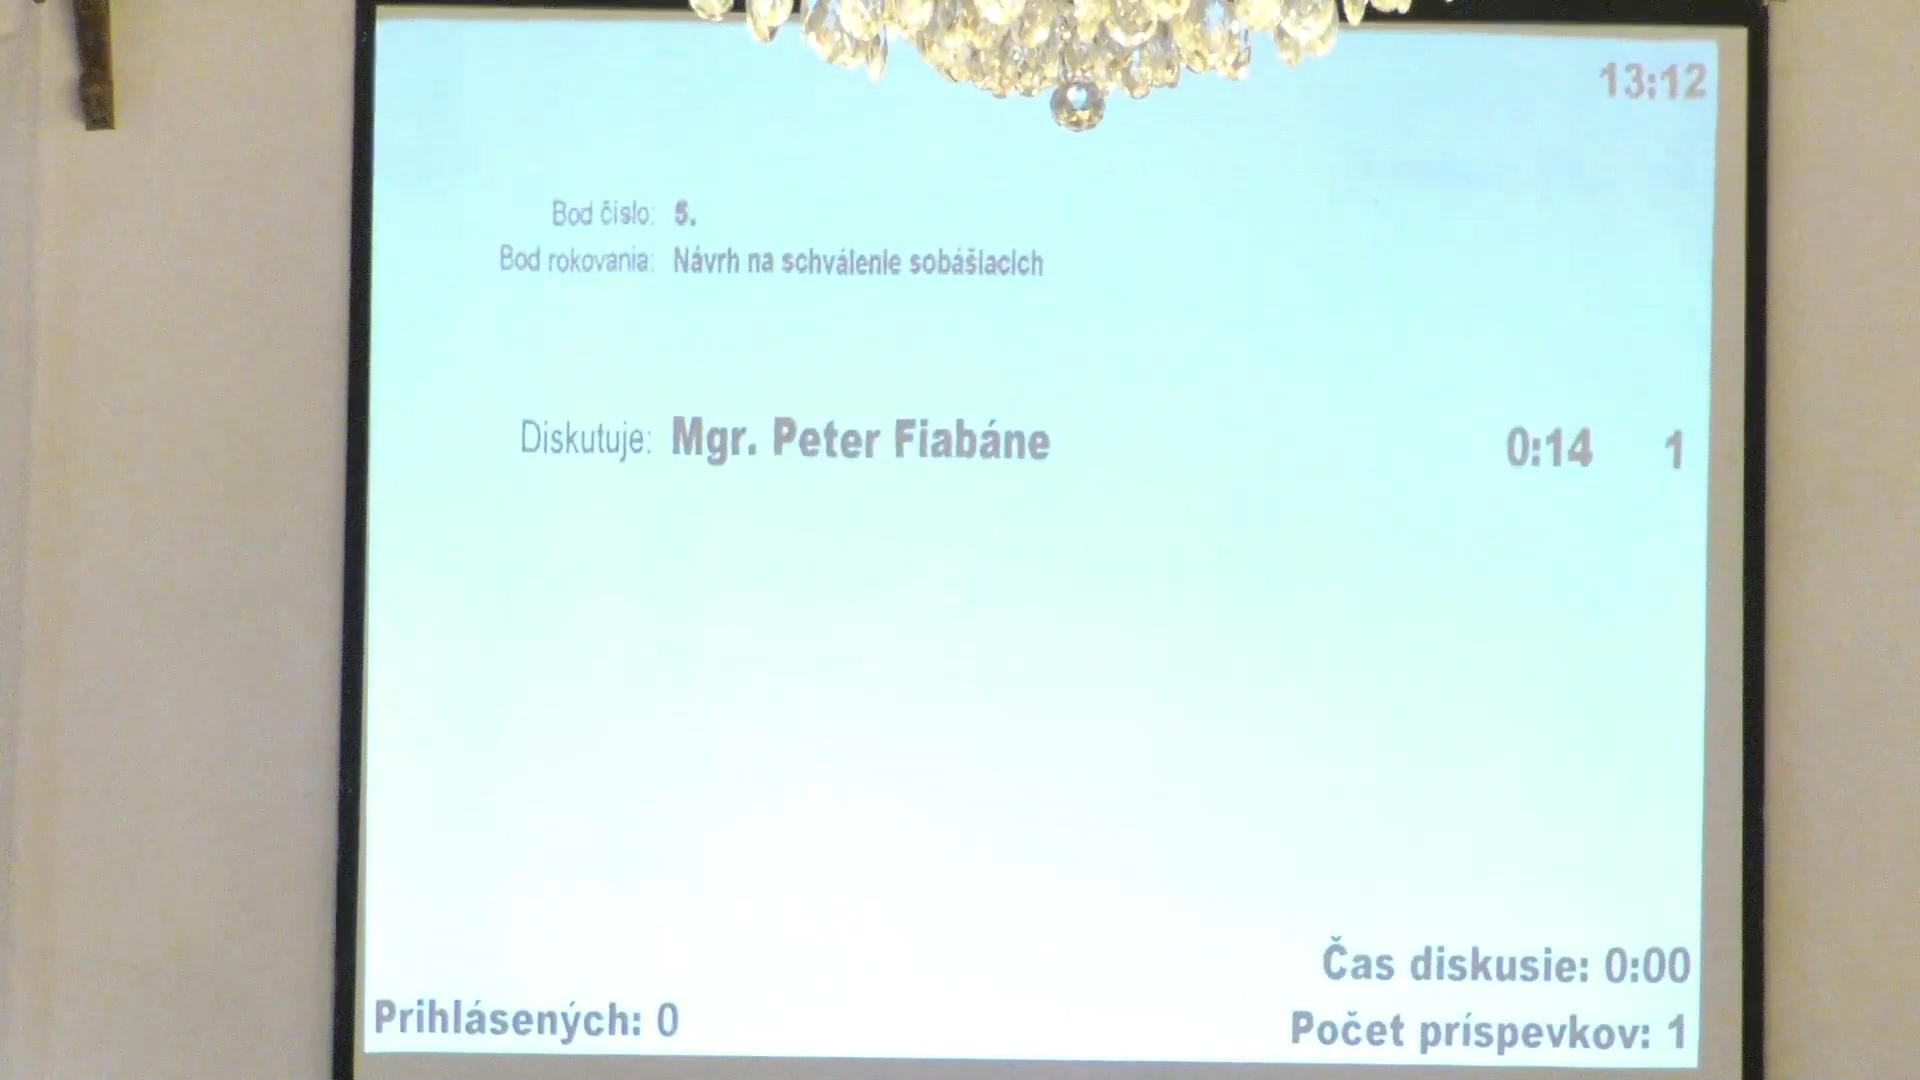 13:12
Bod číslo: 5.
Bod rokovania: Návrh na schválenie sobášiacich
Diskutuje: Mgr. Peter Fiabáne 0:14 1
Čas diskusie: 0:00
Prihlásených: 0
Počet príspevkov: 1